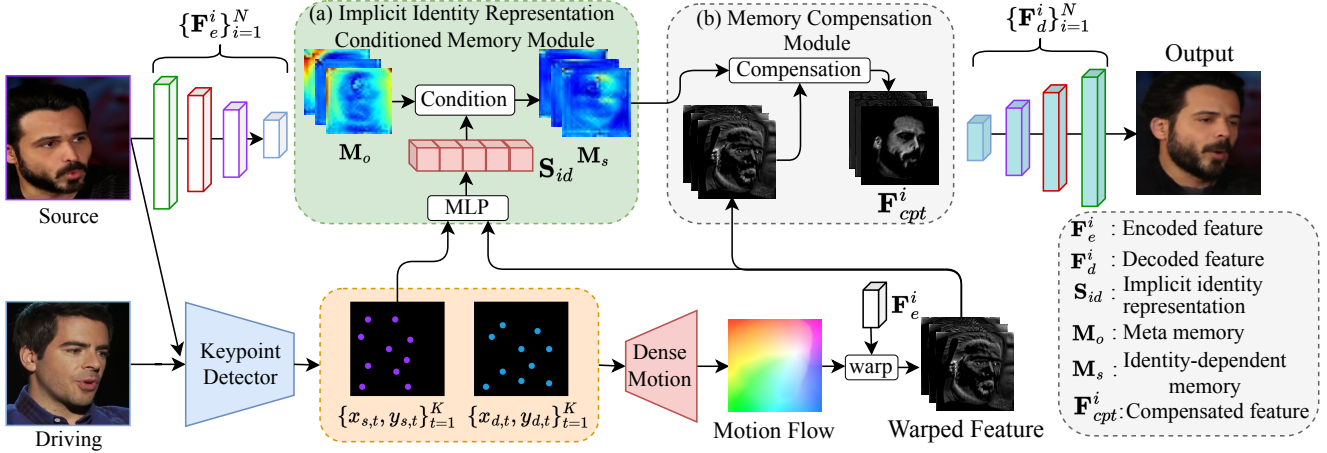 {F_e^i}_{i=1}^N
(a) Implicit Identity Representation
Conditioned Memory Module
(b) Memory Compensation
Module
{F_d^i}_{i=1}^N
Output
Compensation
Condition
M_o
S_id
M_s
MLP
F_cpt^i
Source
F_e^i : Encoded feature
F_d^i : Decoded feature
S_id : Implicit identity
representation
M_o : Meta memory
M_s : Identity-dependent
memory
F_cpt^i : Compensated feature
Keypoint
Detector
Dense
Motion
F_e^i
warp
{x_{s,t}, y_{s,t}}_{t=1}^K
{x_{d,t}, y_{d,t}}_{t=1}^K
Driving
Motion Flow
Warped Feature